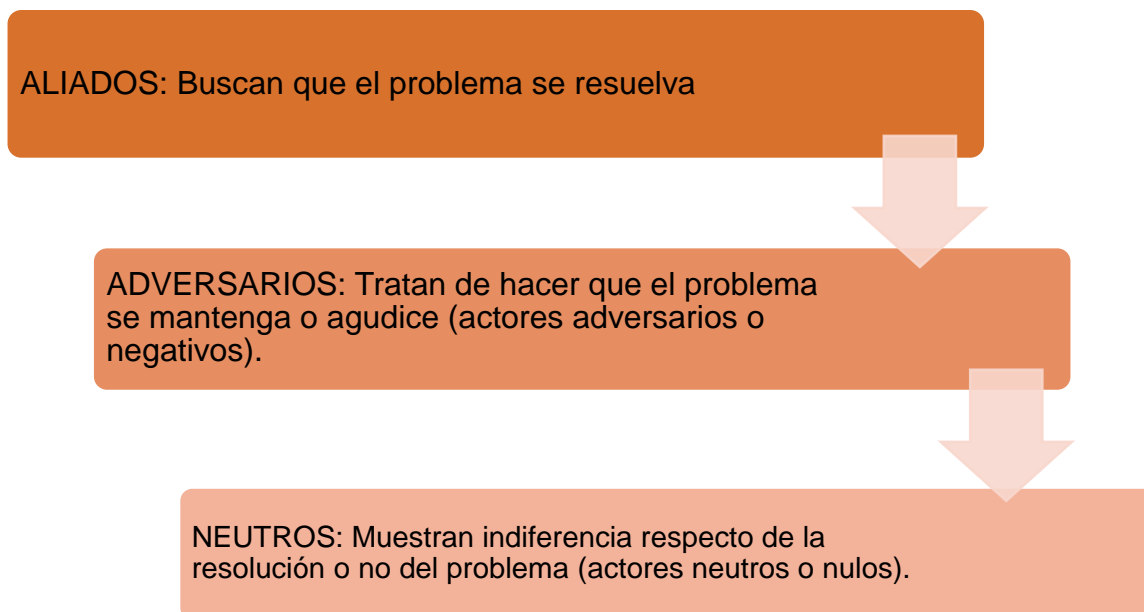 ALIADOS: Buscan que el problema se resuelva
ADVERSARIOS: Tratan de hacer que el problema
se mantenga o agudice (actores adversarios o
negativos).
NEUTROS: Muestran indiferencia respecto de la
resolución o no del problema (actores neutros o nulos).